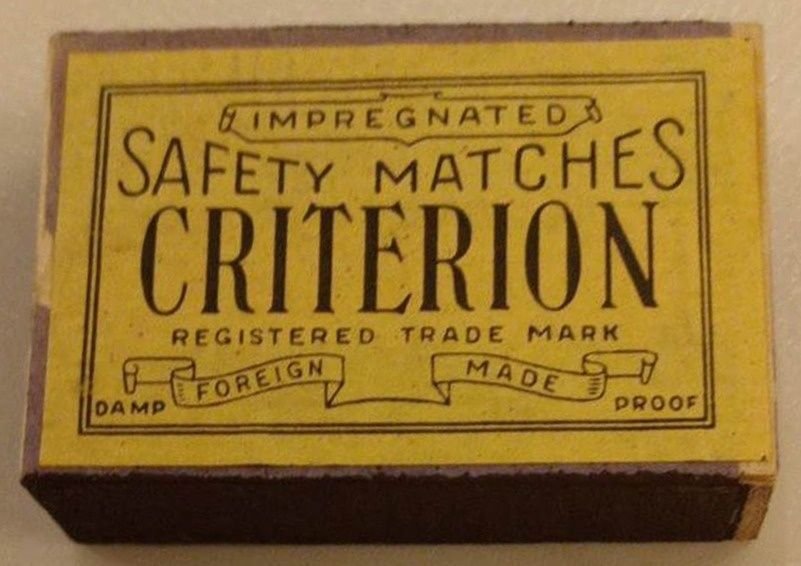 IMPREGNATED
SAFETY MATCHES
CRITERION
REGISTERED TRADE MARK
FOREIGN MADE
DAMP PROOF